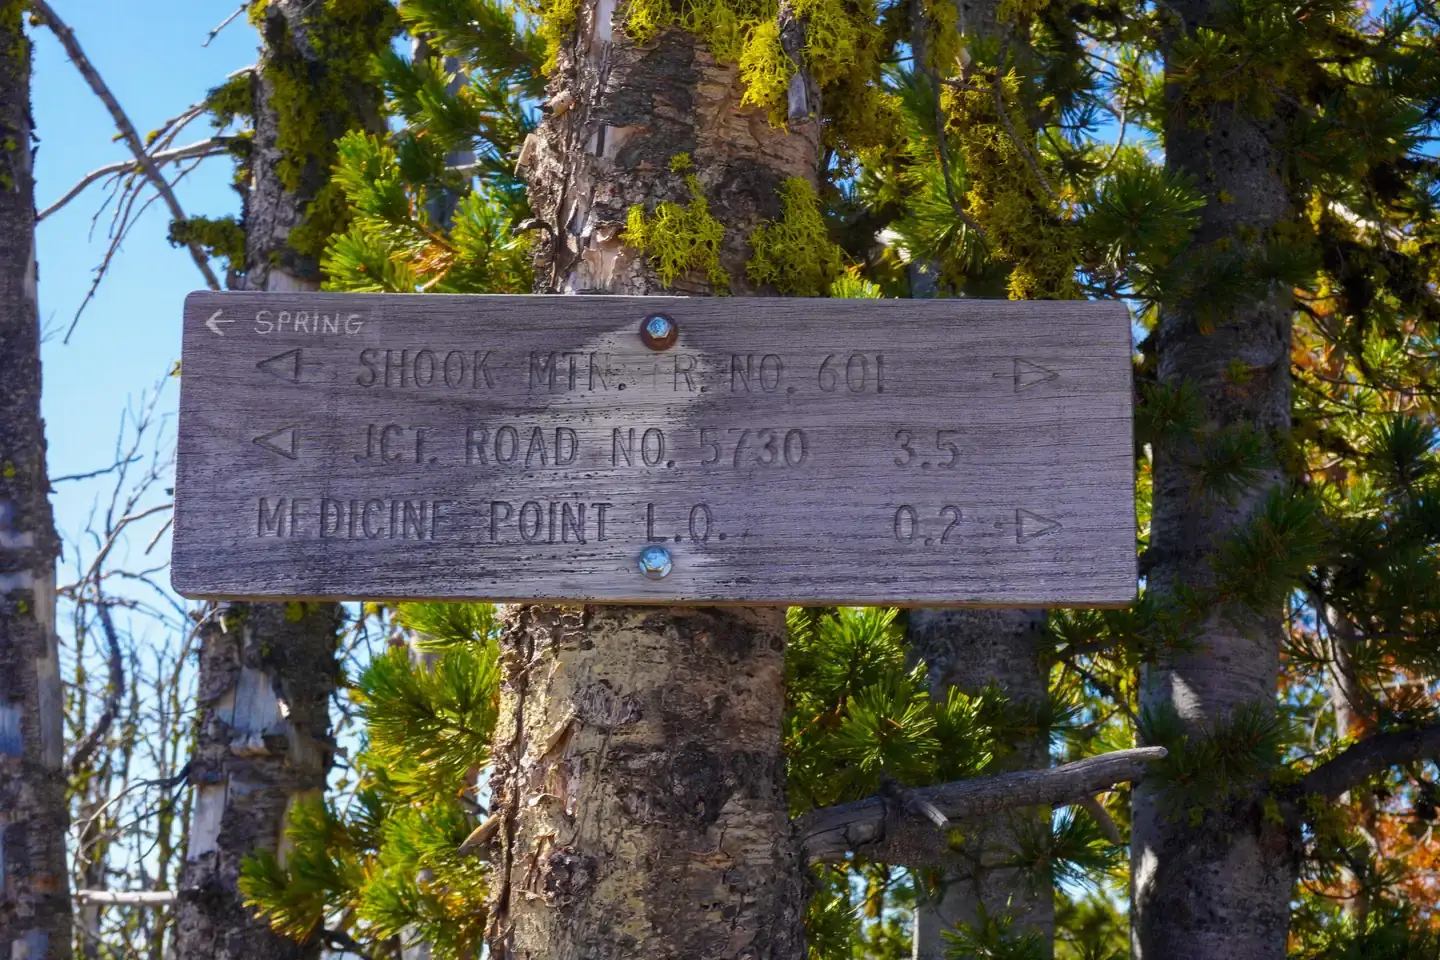 ← SPRING
◁ SHOOK MTN. TR. NO. 601 ▷
◁ JCT. ROAD NO. 5730 3.5
MEDICINE POINT L.O. 0.2 ▷